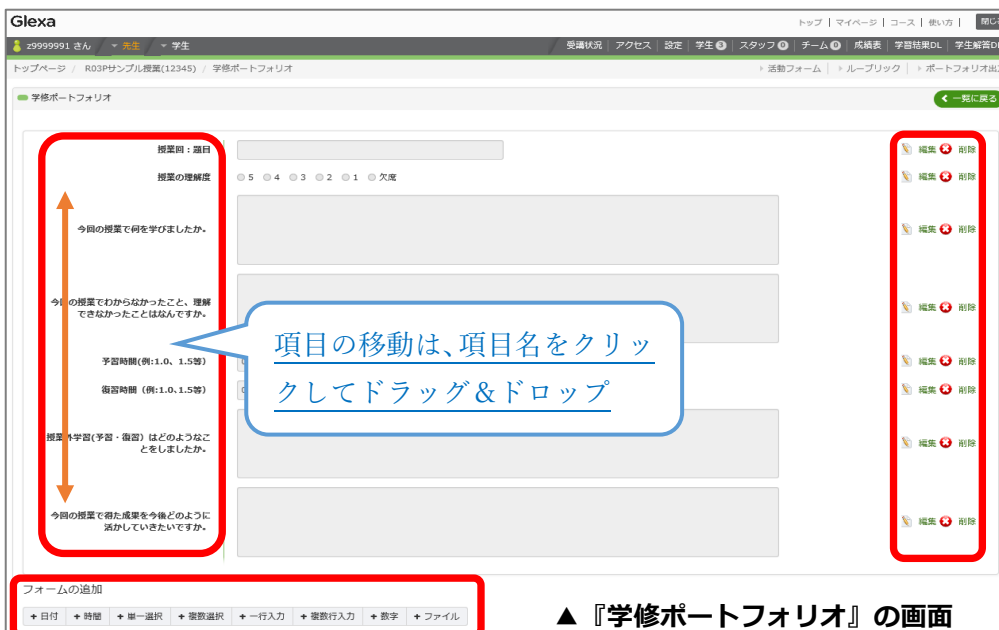 Glexa
トップ | マイページ | コース | 使い方 | 閉じ
z9999991 さん 先生 学生 受講状況 アクセス 設定 学生 3 スタッフ 0 チーム 0 成績表 学習結果DL 学生解答D
トップページ / R03Pサンプル授業(12345) / 学修ポートフォリオ 活動フォーム ルーブリック ポートフォリオ出
学修ポートフォリオ 一覧に戻る
授業回：題目 編集 削除
授業の理解度 5 4 3 2 1 欠席 編集 削除
今回の授業で何を学びましたか。 編集 削除
今回の授業でわからなかったこと、理解
できなかったことはなんですか。 編集 削除
項目の移動は、項目名をクリッ
クしてドラッグ＆ドロップ
予習時間(例:1.0、1.5等) 編集 削除
復習時間（例:1.0、1.5等） 編集 削除
授業外学習(予習・復習）はどのようなこ
とをしましたか。 編集 削除
今回の授業で得た成果を今後どのように
活かしていきたいですか。 編集 削除
フォームの追加
+ 日付 + 時間 + 単一選択 + 複数選択 + 一行入力 + 複数行入力 + 数字 + ファイル
▲『学修ポートフォリオ』の画面